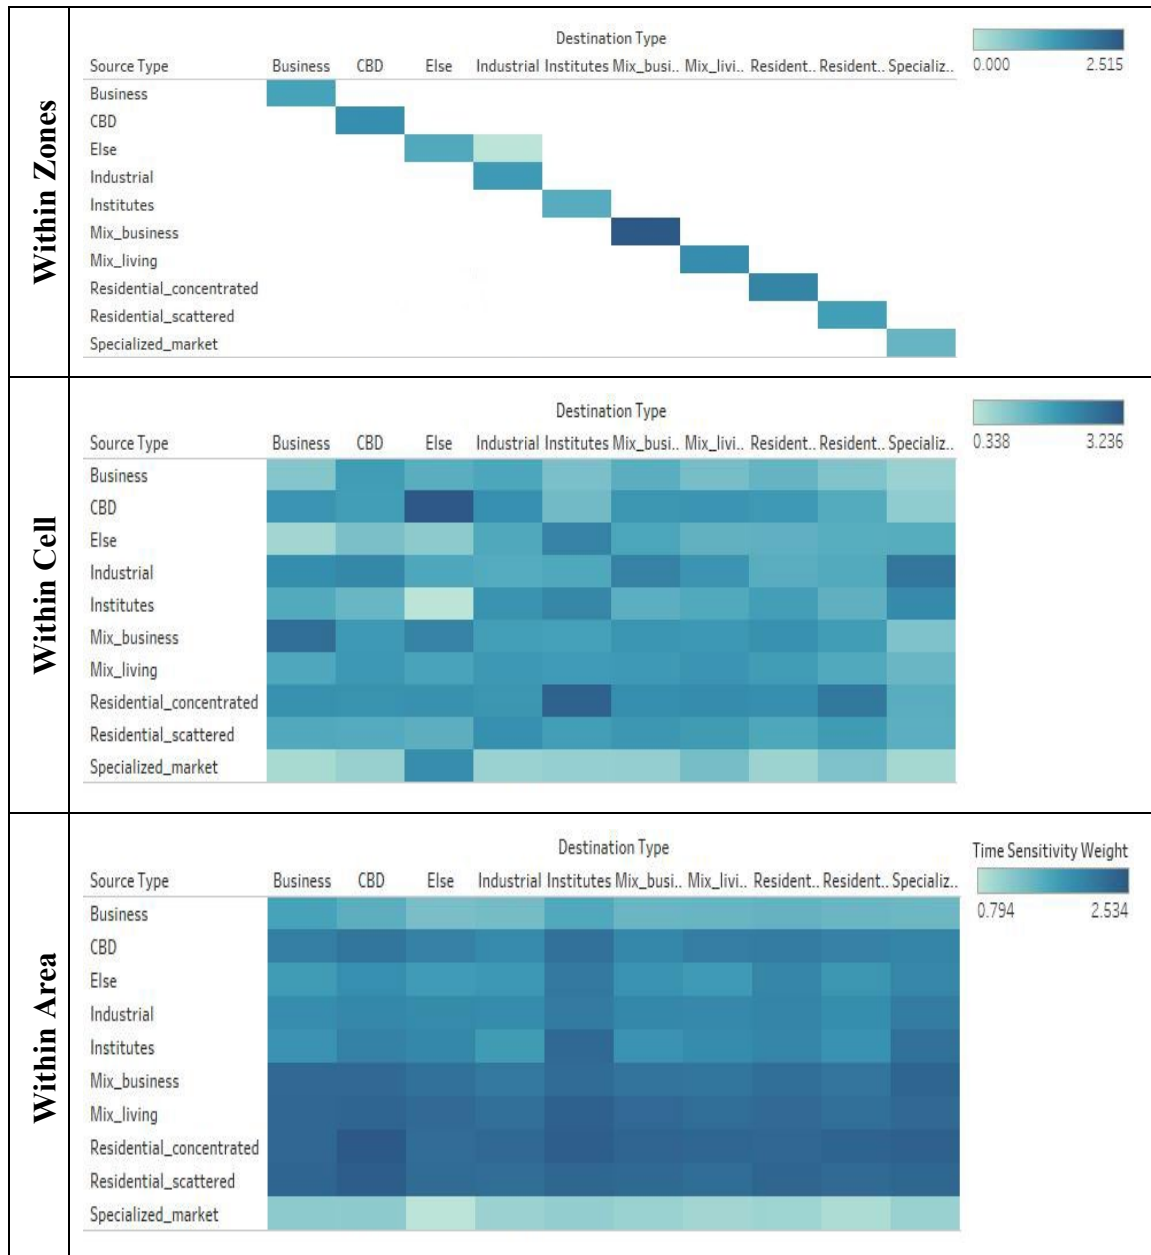 Within Zones
Destination Type
Source Type Business CBD Else Industrial Institutes Mix_busi.. Mix_livi.. Resident.. Resident.. Specializ..
0.000 2.515
Business
CBD
Else
Industrial
Institutes
Mix_business
Mix_living
Residential_concentrated
Residential_scattered
Specialized_market
Within Cell
Destination Type
Source Type Business CBD Else Industrial Institutes Mix_busi.. Mix_livi.. Resident.. Resident.. Specializ..
0.338 3.236
Business
CBD
Else
Industrial
Institutes
Mix_business
Mix_living
Residential_concentrated
Residential_scattered
Specialized_market
Within Area
Destination Type
Time Sensitivity Weight
Source Type Business CBD Else Industrial Institutes Mix_busi.. Mix_livi.. Resident.. Resident.. Specializ..
0.794 2.534
Business
CBD
Else
Industrial
Institutes
Mix_business
Mix_living
Residential_concentrated
Residential_scattered
Specialized_market